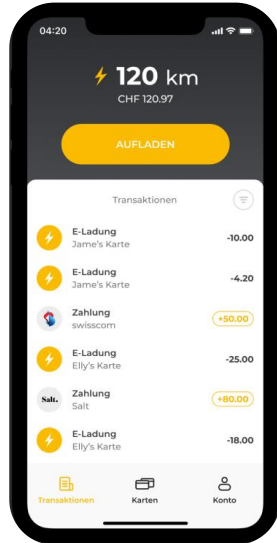 04:20
120 km
CHF 120.97
AUFLADEN
Transaktionen
E-Ladung
Jame's Karte
-10.00
E-Ladung
Jame's Karte
-4.20
Zahlung
swisscom
+50.00
E-Ladung
Elly's Karte
-25.00
Salt.
Zahlung
Salt
+80.00
E-Ladung
Elly's Karte
-18.00
Transaktionen
Karten
Konto